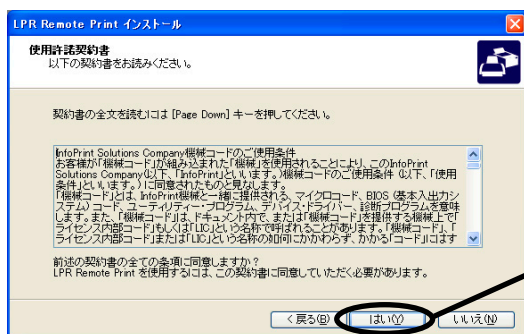 LPR Remote Print インストール
使用許諾契約書
以下の契約書をお読みください。
契約書の全文を読むには [Page Down] キーを押してください。
InfoPrint Solutions Company機械コードのご使用条件
お客様が「機械コード」が組み込まれた「機械」を使用されることにより、このInfoPrint
Solutions Company(以下、「InfoPrint」といいます。)機械コードのご使用条件 (以下、「使用
条件」といいます。)に同意されたものと見なします。
「機械コード」とは、InfoPrint機械と一緒に提供される、マイクロコード、BIOS (基本入出力シ
ステム) コード、ユーティリティー・プログラム、デバイス・ドライバー、診断プログラムを意味
します。また、「機械コード」は、ドキュメント内で、または「機械コード」を提供する機械上で「
ライセンス内部コード」もしくは「LIC」という名称で呼ばれることがあります。「機械コード」、「
ライセンス内部コード」または「LIC」という名称の如何にかかわらず、かかる「コード」にはす
前述の契約書の全ての条項に同意しますか?
LPR Remote Print を使用するには、この契約書に同意していただく必要があります。
< 戻る(B) はい(Y) いいえ(N)